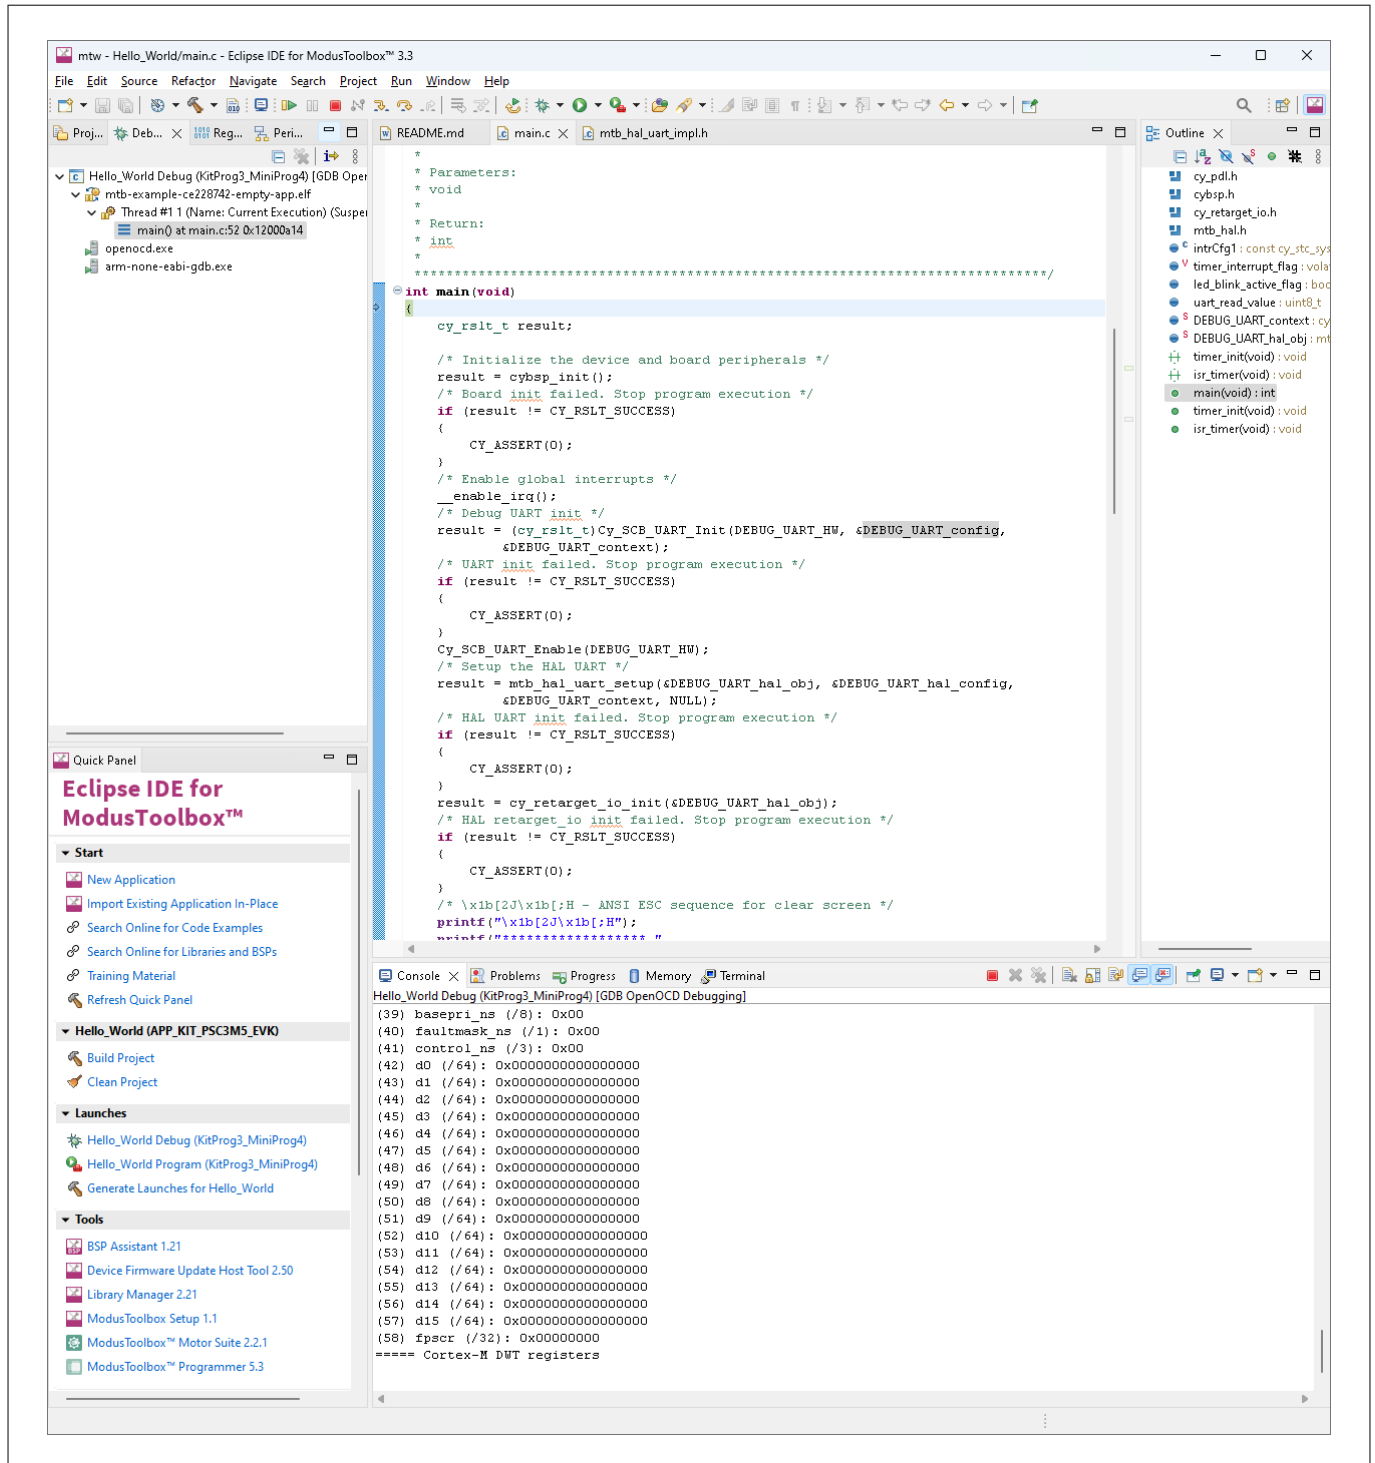 mtw - Hello_World/main.c - Eclipse IDE for ModusToolbox™ 3.3
File Edit Source Refactor Navigate Search Project Run Window Help
Proj... Deb... Reg... Peri...
Hello_World Debug (KitProg3_MiniProg4) [GDB Oper
mtb-example-ce228742-empty-app.elf
Thread #1 1 (Name: Current Execution) (Susper
main() at main.c:52 0x12000a14
openocd.exe
arm-none-eabi-gdb.exe
README.md main.c mtb_hal_uart_impl.h
*
* Parameters:
* void
*
* Return:
* int
*
*******************************************************************************/
int main(void)
{
cy_rslt_t result;
/* Initialize the device and board peripherals */
result = cybsp_init();
/* Board init failed. Stop program execution */
if (result != CY_RSLT_SUCCESS)
{
CY_ASSERT(0);
}
/* Enable global interrupts */
__enable_irq();
/* Debug UART init */
result = (cy_rslt_t)Cy_SCB_UART_Init(DEBUG_UART_HW, &DEBUG_UART_config,
&DEBUG_UART_context);
/* UART init failed. Stop program execution */
if (result != CY_RSLT_SUCCESS)
{
CY_ASSERT(0);
}
Cy_SCB_UART_Enable(DEBUG_UART_HW);
/* Setup the HAL UART */
result = mtb_hal_uart_setup(&DEBUG_UART_hal_obj, &DEBUG_UART_hal_config,
&DEBUG_UART_context, NULL);
/* HAL UART init failed. Stop program execution */
if (result != CY_RSLT_SUCCESS)
{
CY_ASSERT(0);
}
result = cy_retarget_io_init(&DEBUG_UART_hal_obj);
/* HAL retarget_io init failed. Stop program execution */
if (result != CY_RSLT_SUCCESS)
{
CY_ASSERT(0);
}
/* \x1b[2J\x1b[;H - ANSI ESC sequence for clear screen */
printf("\x1b[2J\x1b[;H");
printf("****************** "
Outline
cy_pdl.h
cybsp.h
cy_retarget_io.h
mtb_hal.h
intrCfg1 : const cy_stc_sys
timer_interrupt_flag : vola
led_blink_active_flag : boo
uart_read_value : uint8_t
DEBUG_UART_context : cy
DEBUG_UART_hal_obj : mt
timer_init(void) : void
isr_timer(void) : void
main(void) : int
timer_init(void) : void
isr_timer(void) : void
Quick Panel
Eclipse IDE for
ModusToolbox™
Start
New Application
Import Existing Application In-Place
Search Online for Code Examples
Search Online for Libraries and BSPs
Training Material
Refresh Quick Panel
Hello_World (APP_KIT_PSC3M5_EVK)
Build Project
Clean Project
Launches
Hello_World Debug (KitProg3_MiniProg4)
Hello_World Program (KitProg3_MiniProg4)
Generate Launches for Hello_World
Tools
BSP Assistant 1.21
Device Firmware Update Host Tool 2.50
Library Manager 2.21
ModusToolbox Setup 1.1
ModusToolbox™ Motor Suite 2.2.1
ModusToolbox™ Programmer 5.3
Console Problems Progress Memory Terminal
Hello_World Debug (KitProg3_MiniProg4) [GDB OpenOCD Debugging]
(39) basepri_ns (/8): 0x00
(40) faultmask_ns (/1): 0x00
(41) control_ns (/3): 0x00
(42) d0 (/64): 0x0000000000000000
(43) d1 (/64): 0x0000000000000000
(44) d2 (/64): 0x0000000000000000
(45) d3 (/64): 0x0000000000000000
(46) d4 (/64): 0x0000000000000000
(47) d5 (/64): 0x0000000000000000
(48) d6 (/64): 0x0000000000000000
(49) d7 (/64): 0x0000000000000000
(50) d8 (/64): 0x0000000000000000
(51) d9 (/64): 0x0000000000000000
(52) d10 (/64): 0x0000000000000000
(53) d11 (/64): 0x0000000000000000
(54) d12 (/64): 0x0000000000000000
(55) d13 (/64): 0x0000000000000000
(56) d14 (/64): 0x0000000000000000
(57) d15 (/64): 0x0000000000000000
(58) fpscr (/32): 0x00000000
===== Cortex-M DWT registers